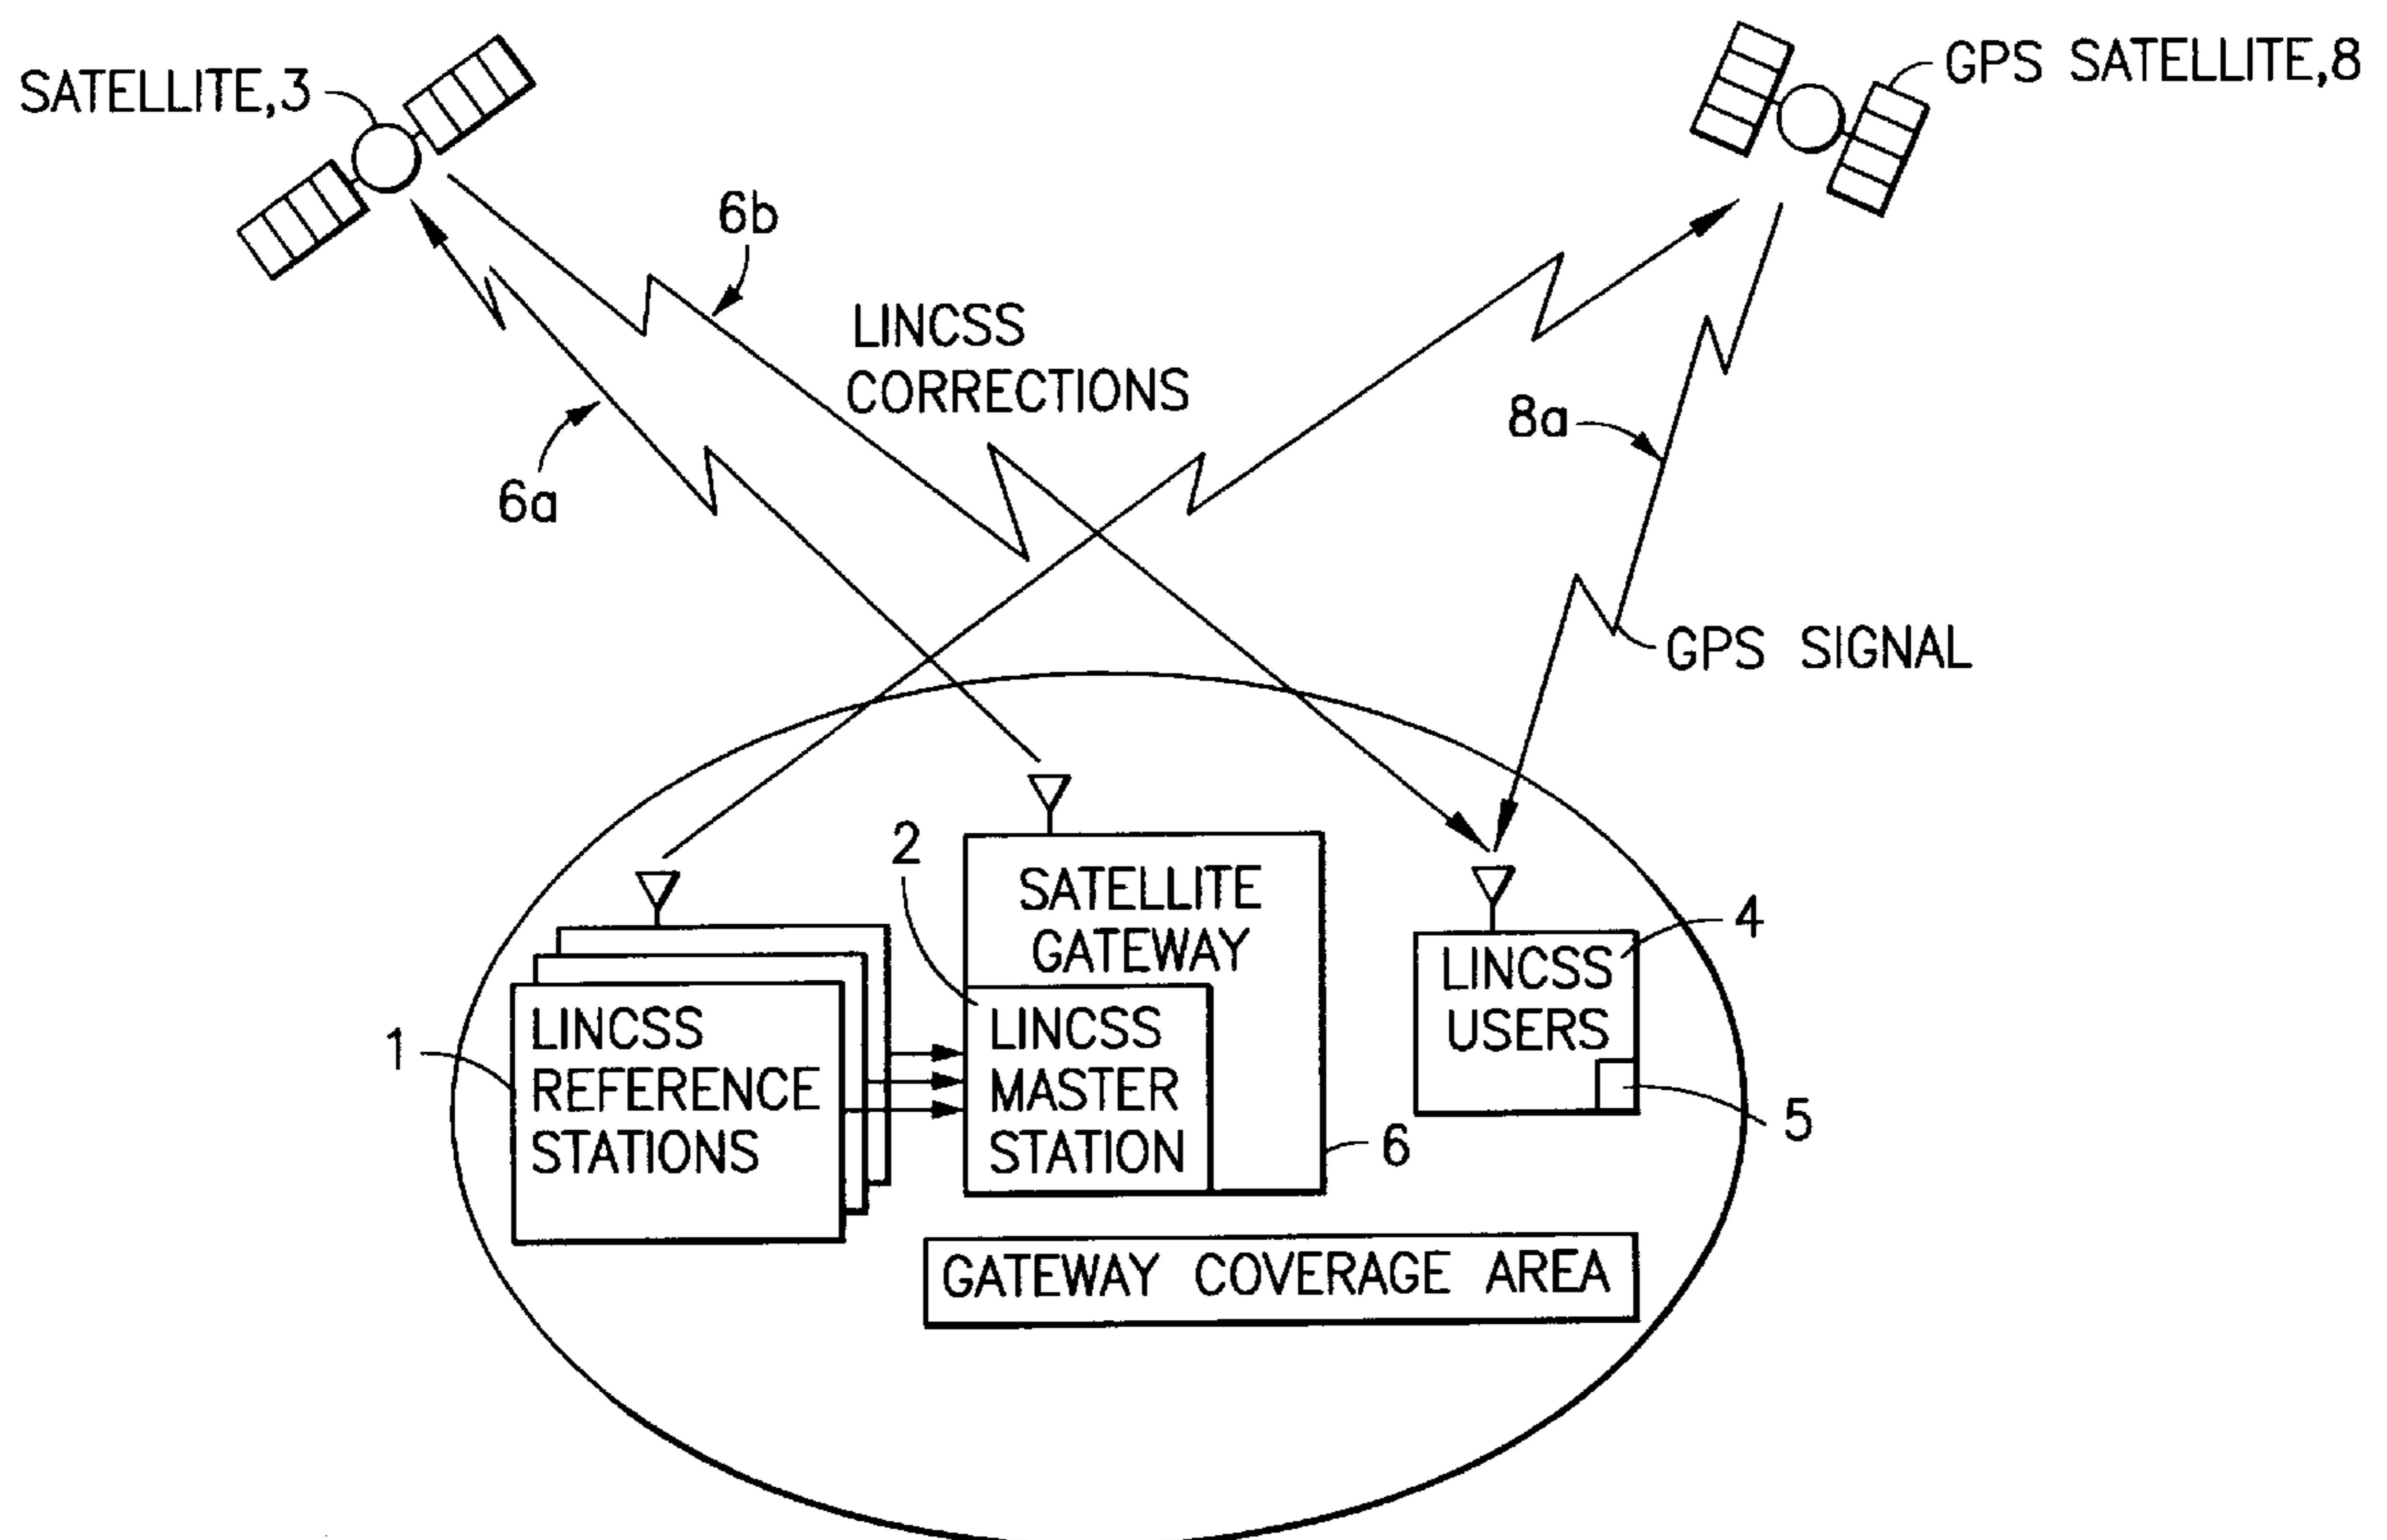 SATELLITE,3
GPS SATELLITE,8
6b
LINCSS
CORRECTIONS
8a
6a
GPS SIGNAL
2
SATELLITE
GATEWAY
4
LINCSS
USERS
1
LINCSS
REFERENCE
STATIONS
LINCSS
MASTER
STATION
5
6
GATEWAY COVERAGE AREA